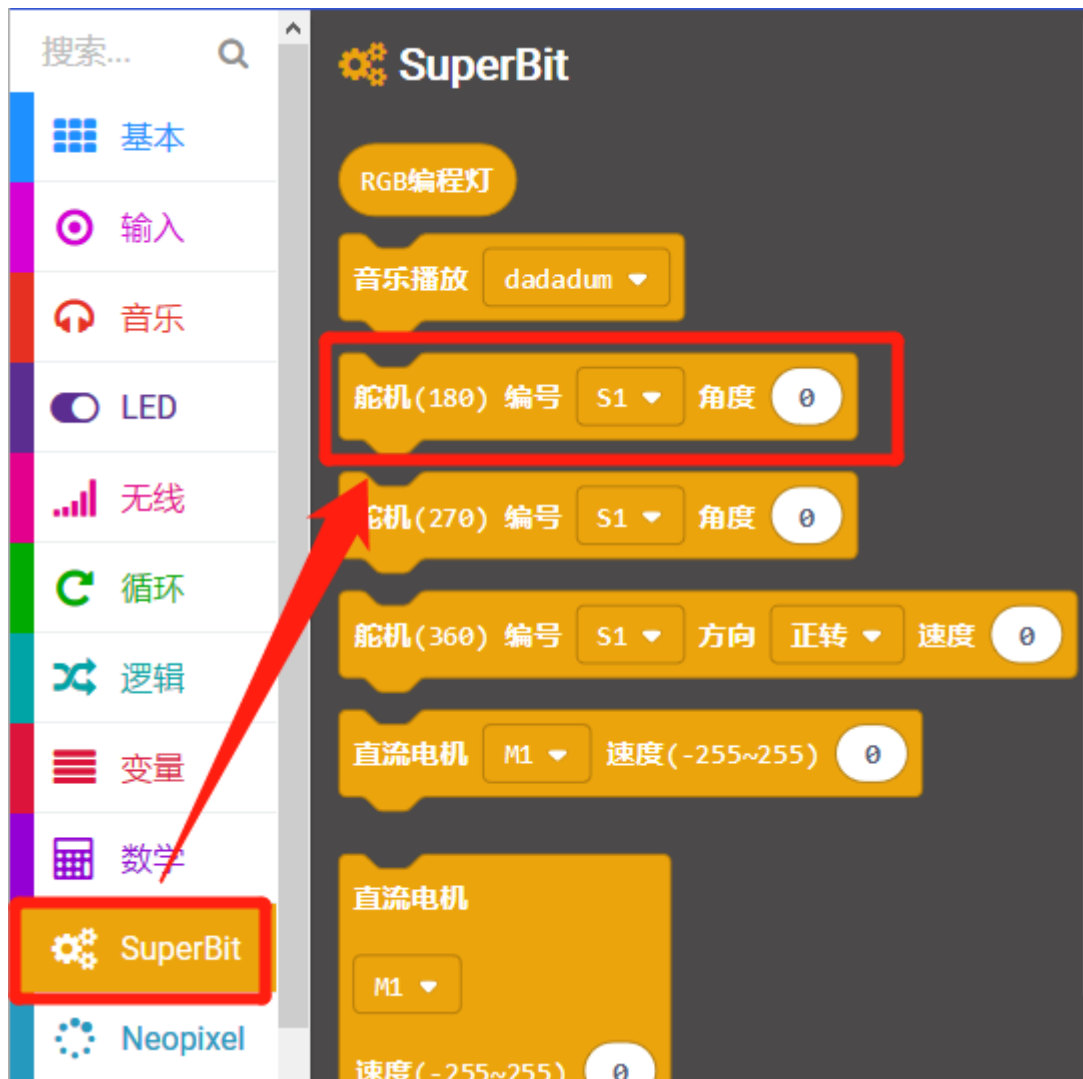 搜索...
基本
输入
音乐
LED
无线
循环
逻辑
变量
数学
SuperBit
Neopixel
SuperBit
RGB编程灯
音乐播放 dadadum
舵机(180) 编号 S1 角度 0
舵机(270) 编号 S1 角度 0
舵机(360) 编号 S1 方向 正转 速度 0
直流电机 M1 速度(-255~255) 0
直流电机
M1
速度(-255~255) 0